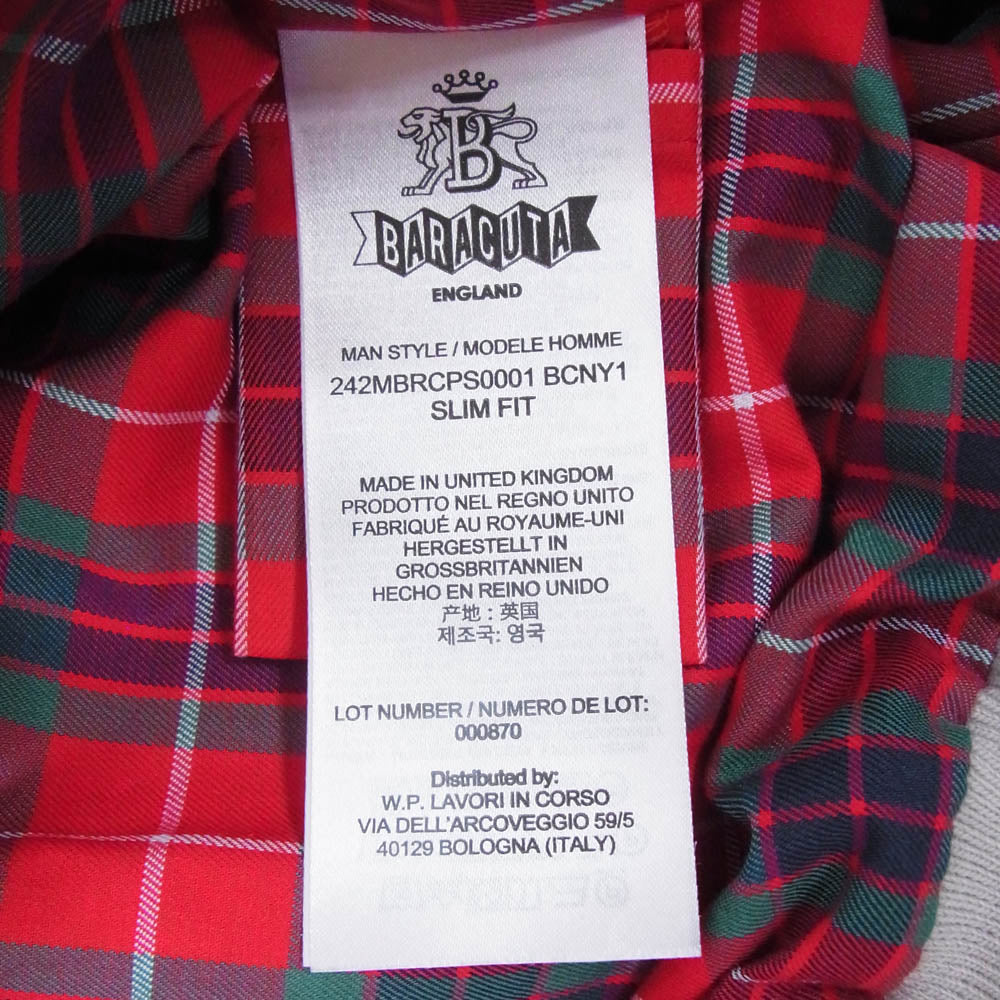 B
BARACUTA
ENGLAND
MAN STYLE / MODELE HOMME
242MBRCPS0001 BCNY1
SLIM FIT
MADE IN UNITED KINGDOM
PRODOTTO NEL REGNO UNITO
FABRIQUÉ AU ROYAUME-UNI
HERGESTELLT IN
GROSSBRITANNIEN
HECHO EN REINO UNIDO
产地：英国
제조국: 영국
LOT NUMBER / NUMERO DE LOT:
000870
Distributed by:
W.P. LAVORI IN CORSO
VIA DELL'ARCOVEGGIO 59/5
40129 BOLOGNA (ITALY)